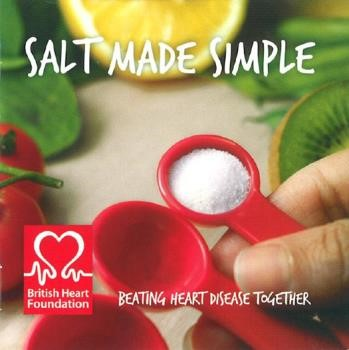 SALT MADE SIMPLE
British Heart
Foundation
BEATING HEART DISEASE TOGETHER